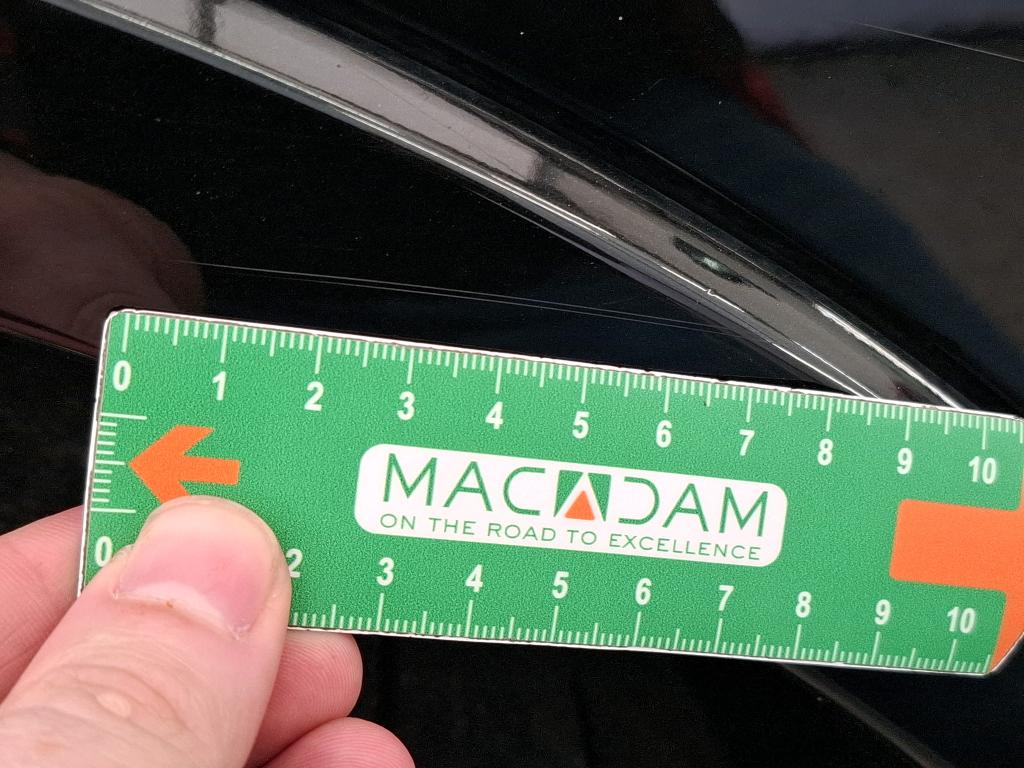 0 1 2 3 4 5 6 7 8 9 10
MACADAM
ON THE ROAD TO EXCELLENCE
0 2 3 4 5 6 7 8 9 10